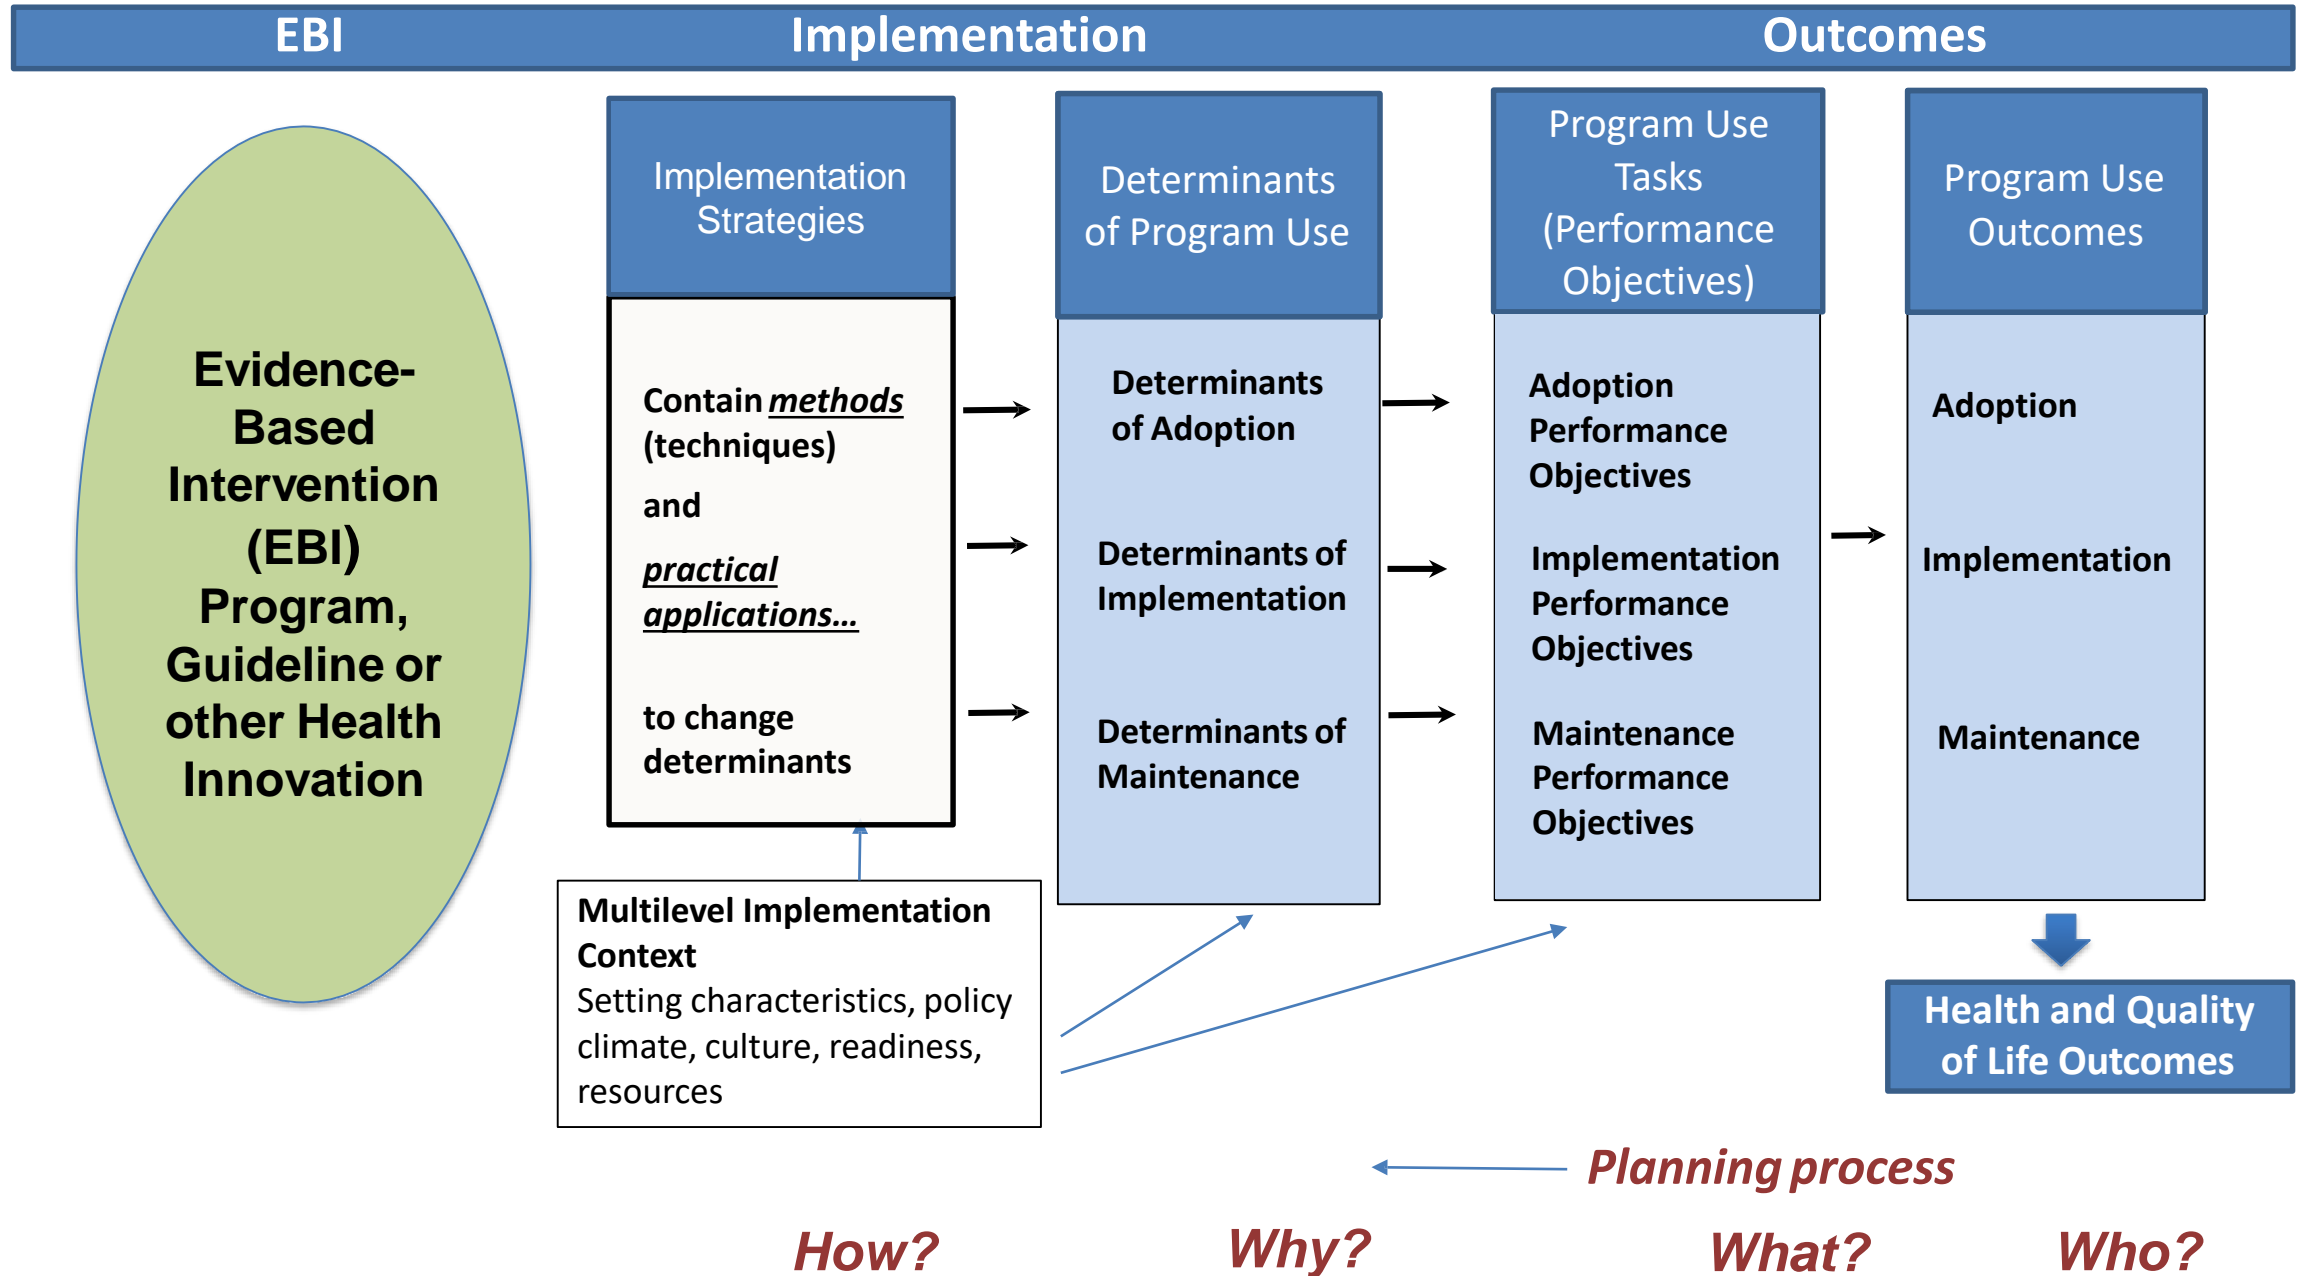 EBI
Implementation
Outcomes
Evidence-
Based
Intervention
(EBI)
Program,
Guideline or
other Health
Innovation
Implementation
Strategies
Contain methods
(techniques)
and
practical
applications...
to change
determinants
Determinants
of Program Use
Determinants
of Adoption
Determinants of
Implementation
Determinants of
Maintenance
Program Use
Tasks
(Performance
Objectives)
Adoption
Performance
Objectives
Implementation
Performance
Objectives
Maintenance
Performance
Objectives
Program Use
Outcomes
Adoption
Implementation
Maintenance
Multilevel Implementation
Context
Setting characteristics, policy
climate, culture, readiness,
resources
Health and Quality
of Life Outcomes
Planning process
How?
Why?
What?
Who?